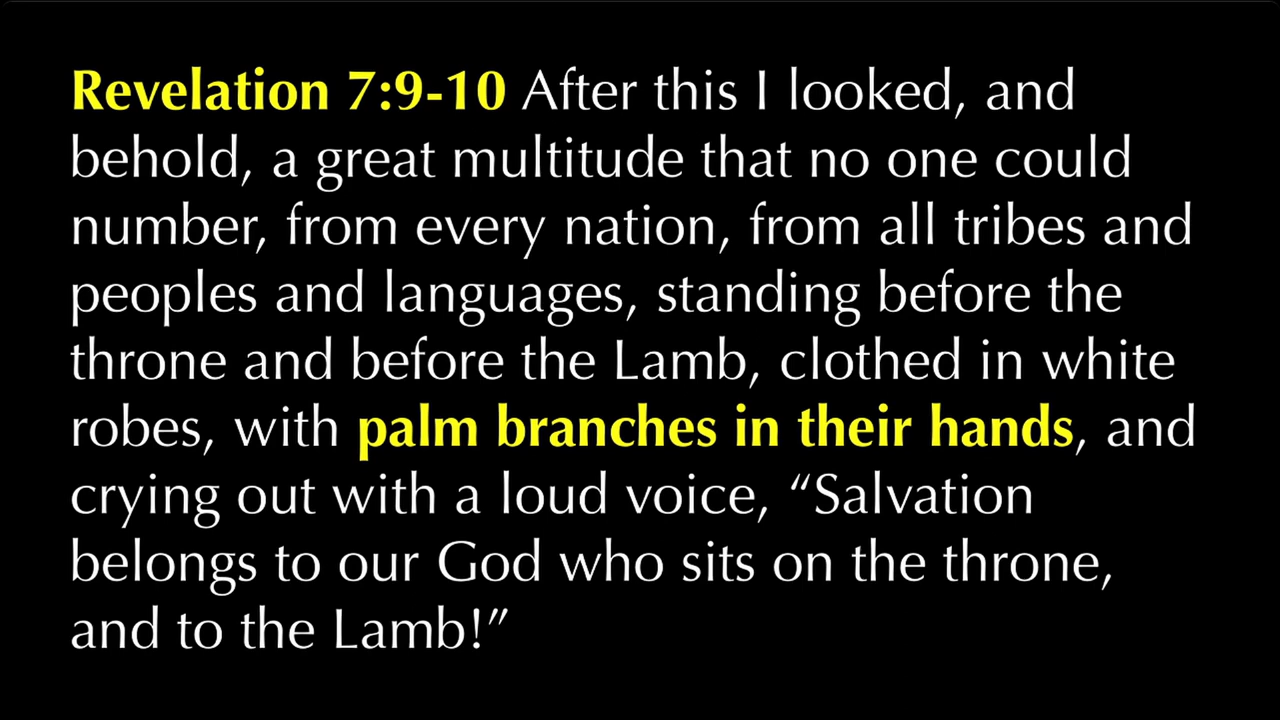 Revelation 7:9-10 After this I looked, and
behold, a great multitude that no one could
number, from every nation, from all tribes and
peoples and languages, standing before the
throne and before the Lamb, clothed in white
robes, with palm branches in their hands, and
crying out with a loud voice, “Salvation
belongs to our God who sits on the throne,
and to the Lamb!”